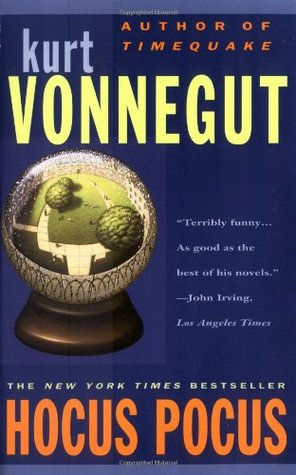 AUTHOR OF
TIMEQUAKE
kurt
VONNEGUT
"Terribly funny...
As good as the
best of his novels."
—John Irving,
Los Angeles Times
THE NEW YORK TIMES BESTSELLER
HOCUS POCUS